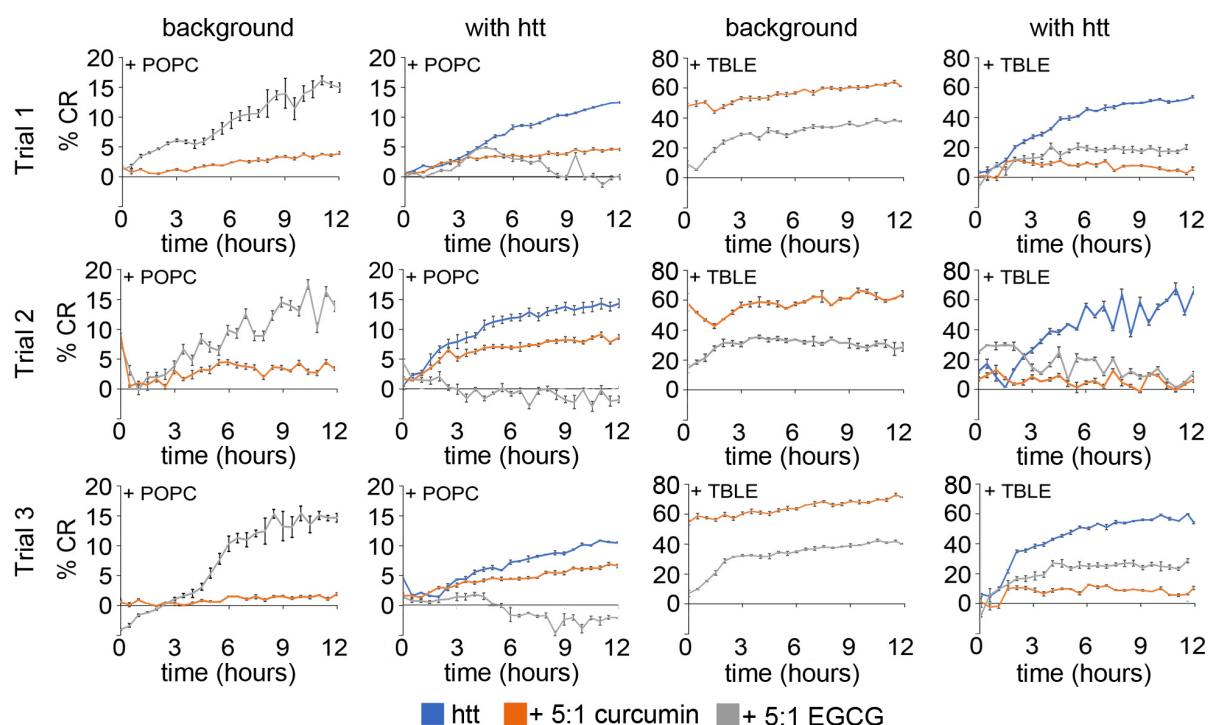 background with htt background with htt
Trial 1
% CR
20
15
10
5
0
+ POPC
0 3 6 9 12
time (hours)
20
15
10
5
0
+ POPC
0 3 6 9 12
time (hours)
80
60
40
20
0
+ TBLE
0 3 6 9 12
time (hours)
80
60
40
20
0
+ TBLE
0 3 6 9 12
time (hours)
Trial 2
% CR
20
15
10
5
0
+ POPC
0 3 6 9 12
time (hours)
20
15
10
5
0
+ POPC
0 3 6 9 12
time (hours)
80
60
40
20
0
+ TBLE
0 3 6 9 12
time (hours)
80
60
40
20
0
+ TBLE
0 3 6 9 12
time (hours)
Trial 3
% CR
20
15
10
5
0
+ POPC
0 3 6 9 12
time (hours)
20
15
10
5
0
+ POPC
0 3 6 9 12
time (hours)
80
60
40
20
0
+ TBLE
0 3 6 9 12
time (hours)
80
60
40
20
0
+ TBLE
0 3 6 9 12
time (hours)
htt + 5:1 curcumin + 5:1 EGCG